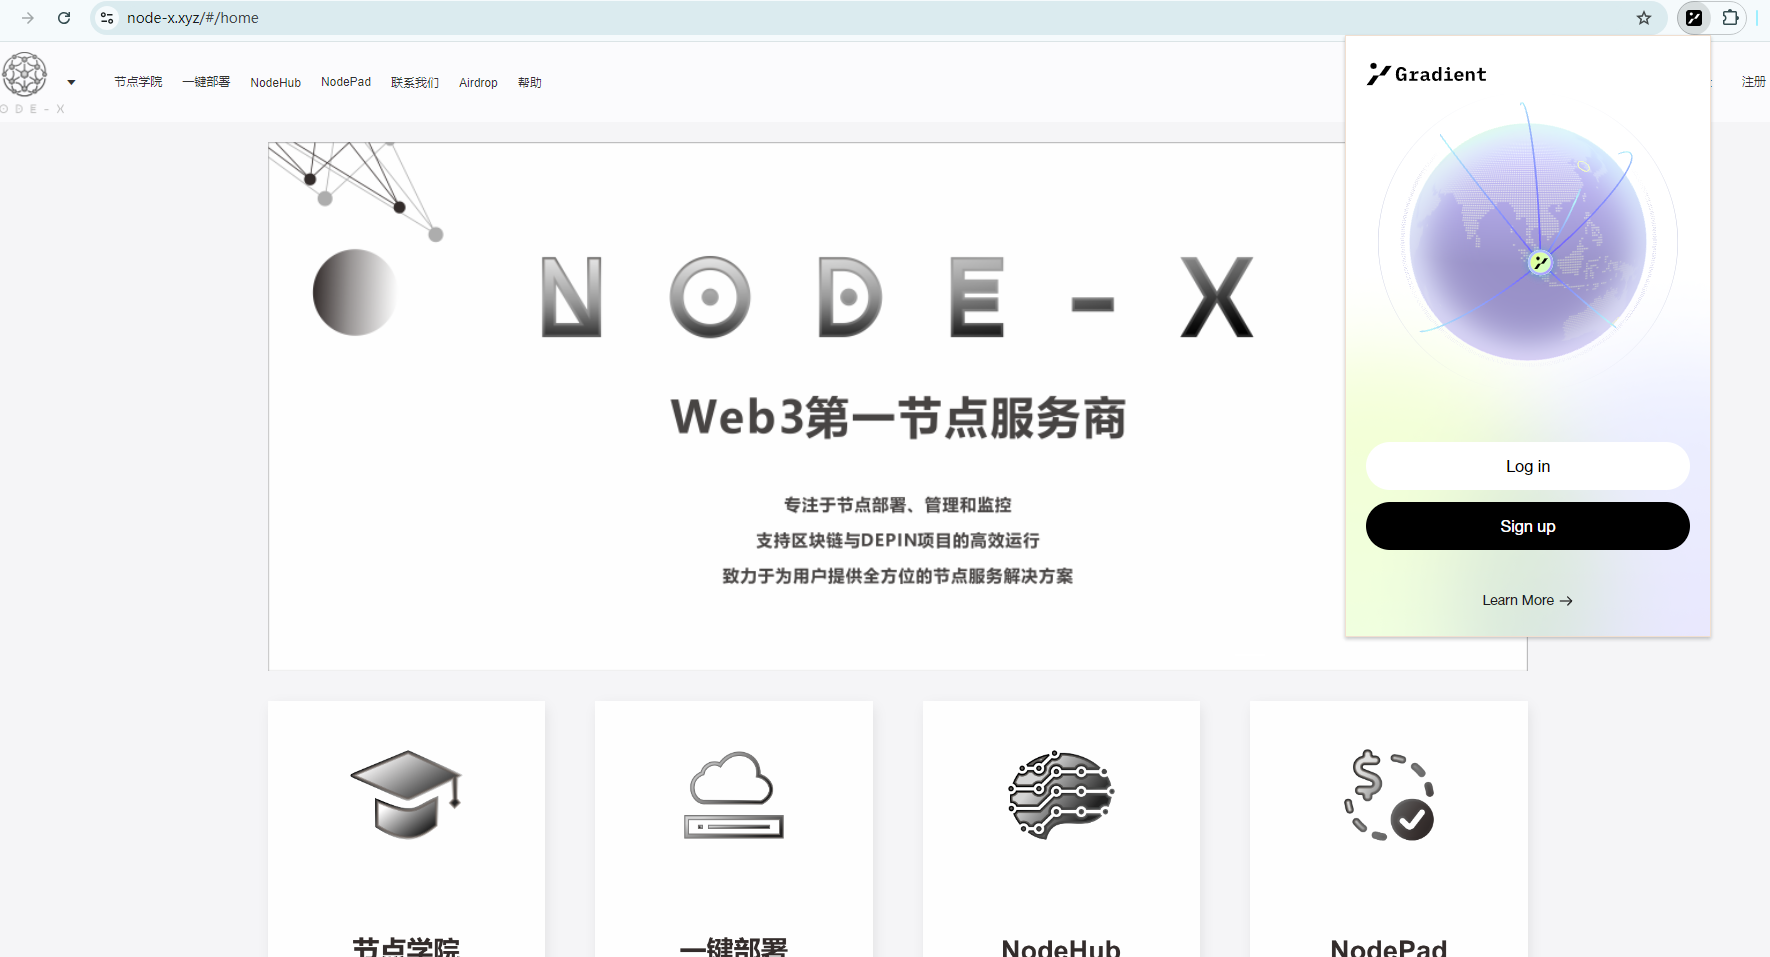 node-x.xyz/#/home
ODE-X
节点学院
一键部署
NodeHub
NodePad
联系我们
Airdrop
帮助
注册
NODE-X
Web3第一节点服务商
专注于节点部署、管理和监控
支持区块链与DEPIN项目的高效运行
致力于为用户提供全方位的节点服务解决方案
Gradient
Log in
Sign up
Learn More →
节点学院
一键部署
NodeHub
NodePad